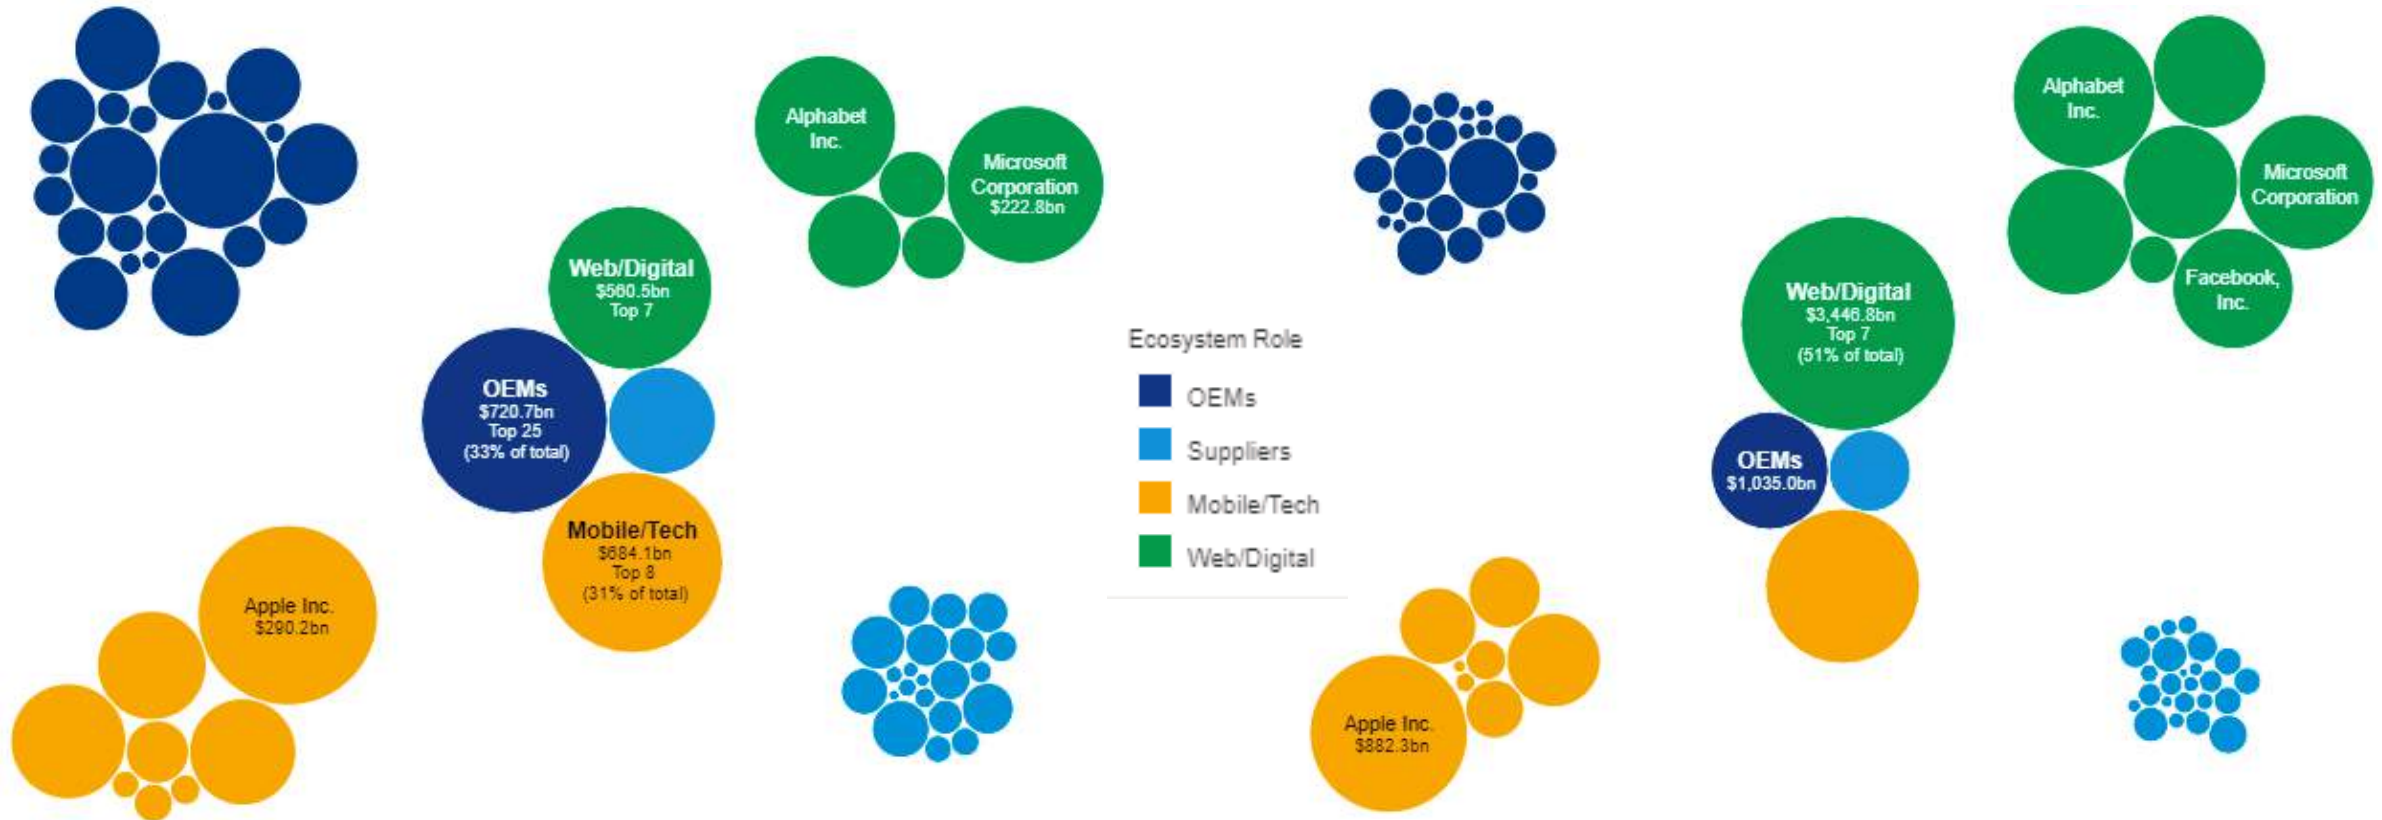 Alphabet
Inc.
Microsoft
Corporation
$222.8bn
Web/Digital
$560.5bn
Top 7
OEMs
$720.7bn
Top 25
(33% of total)
Mobile/Tech
$684.1bn
Top 8
(31% of total)
Apple Inc.
$290.2bn
Ecosystem Role
OEMs
Suppliers
Mobile/Tech
Web/Digital
Alphabet
Inc.
Microsoft
Corporation
Facebook,
Inc.
Web/Digital
$3,446.8bn
Top 7
(51% of total)
OEMs
$1,035.0bn
Apple Inc.
$882.3bn